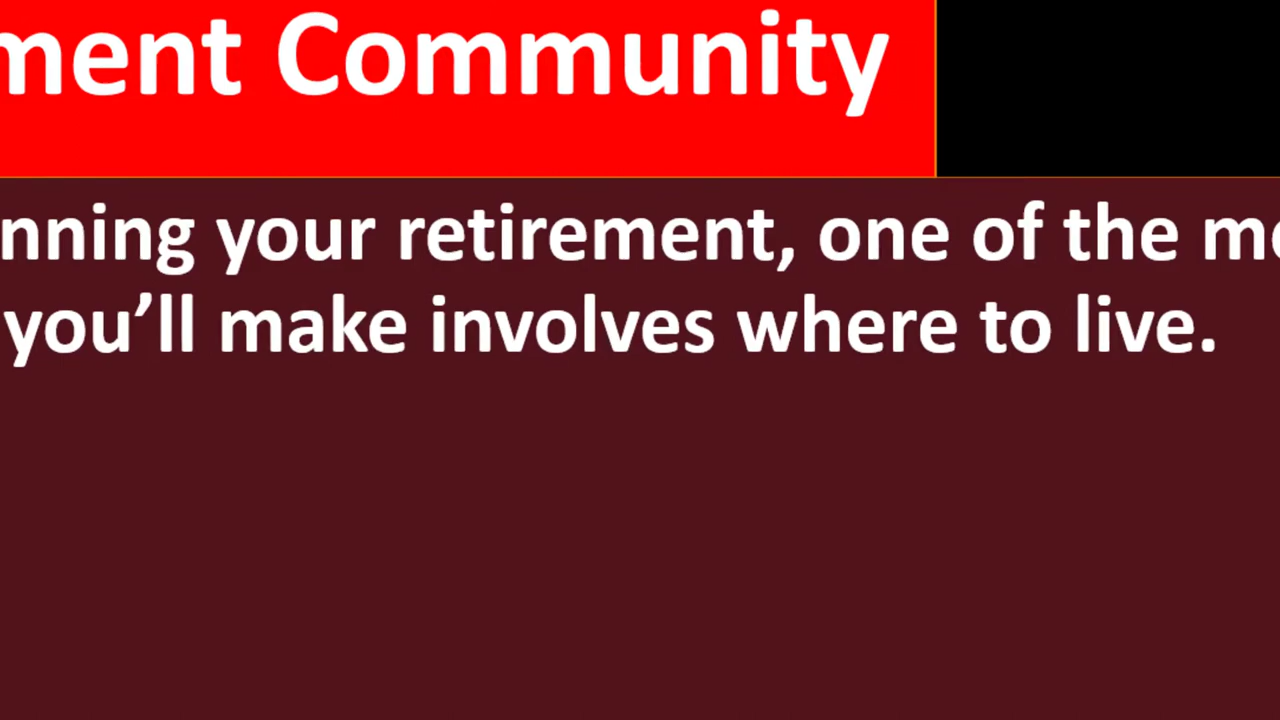 ment Community
nning your retirement, one of the
you’ll make involves where to live.